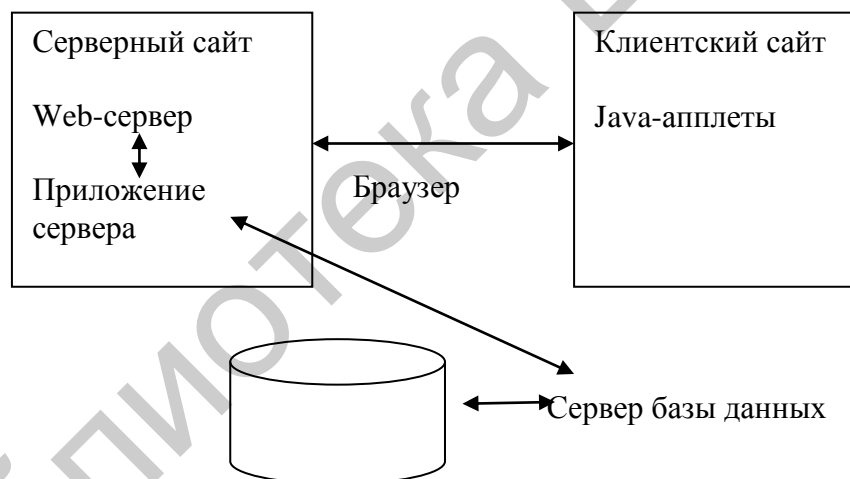 Серверный сайт
Web-сервер
Приложение
сервера
Браузер
Клиентский сайт
Java-апплеты
Сервер базы данных